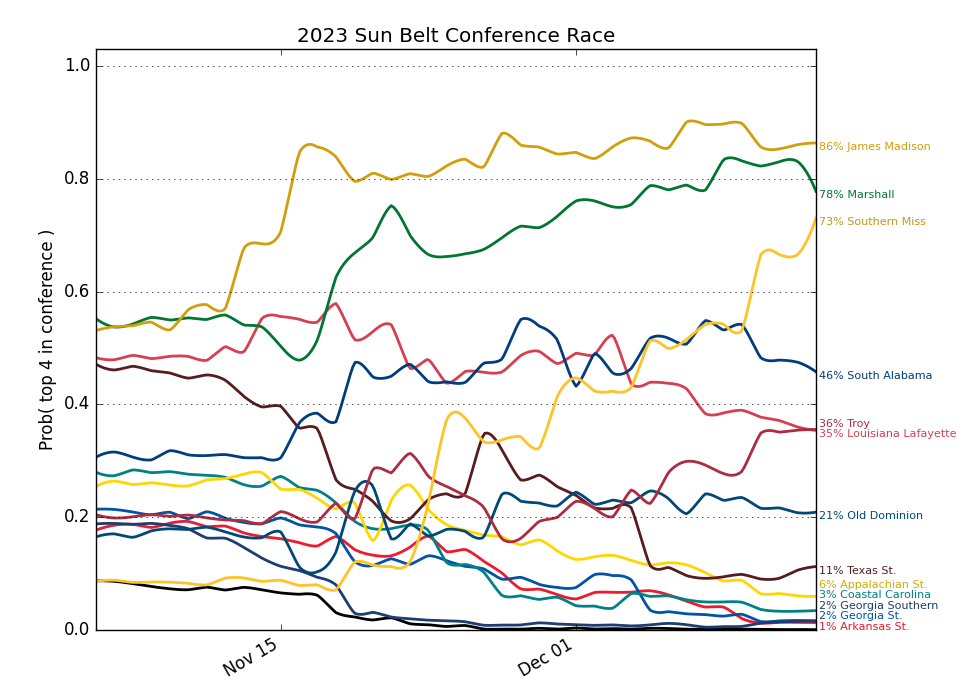 2023 Sun Belt Conference Race
Prob( top 4 in conference )
1.0
0.8
0.6
0.4
0.2
0.0
Nov 15
Dec 01
86% James Madison
78% Marshall
73% Southern Miss
46% South Alabama
36% Troy
35% Louisiana Lafayette
21% Old Dominion
11% Texas St.
6% Appalachian St.
3% Coastal Carolina
2% Georgia Southern
2% Georgia St.
1% Arkansas St.